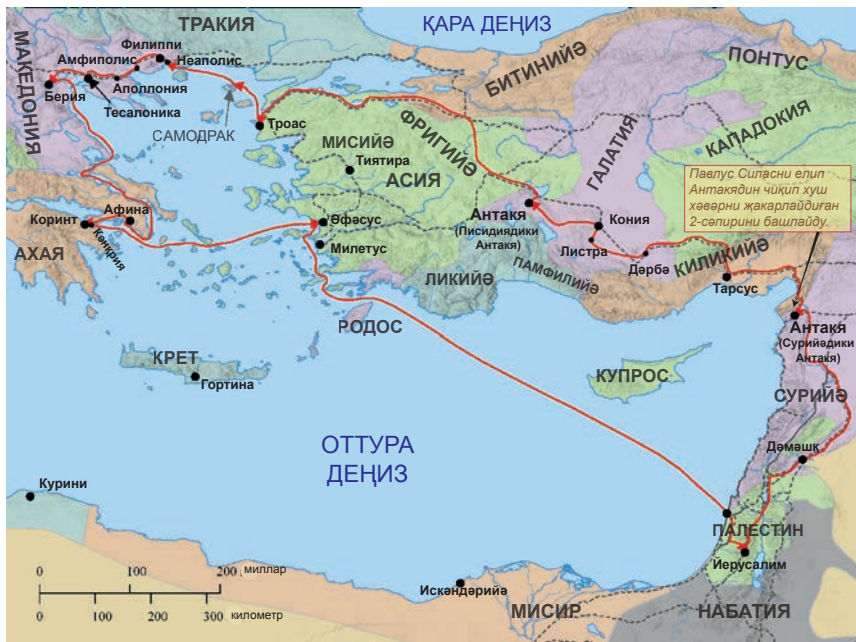 ТРАКИЯ
ҚАРА ДЕҢИЗ
МАКЕДОНИЯ
Филиппи
Амфиполис
Неаполис
Аполлония
Берия
Тесалоника
САМОДРАК
Троас
БИТИНИЙӘ
ПОНТУС
ФРИГИЙӘ
ГАЛАТИЯ
КАПАДОКИЯ
МИСИЙӘ
Тиятира
АСИЯ
Павлус Силасни елип
Антакядин чиқип хуш
хәвәрни җакарлайдиған
2-сәпирини башлайду.
Антакя
(Писидиядики
Антакя)
Кония
Листра
Дәрбә
КИЛИКИЙӘ
Тарсус
Афина
Коринт
Кәнкрия
АХАЯ
Әфәсус
Милетус
ЛИКИЙӘ
ПАМФИЛИЙӘ
Антакя
(Сурийәдики
Антакя)
РОДОС
КРЕТ
Гортина
КУПРОС
СУРИЙӘ
ОТТУРА
ДЕҢИЗ
Дәмәшқ
Курини
ПАЛЕСТИН
Йерусалим
0 100 200 миллар
0 100 200 300 километр
Искәндәрийә
МИСИР
НАБАТИЯ